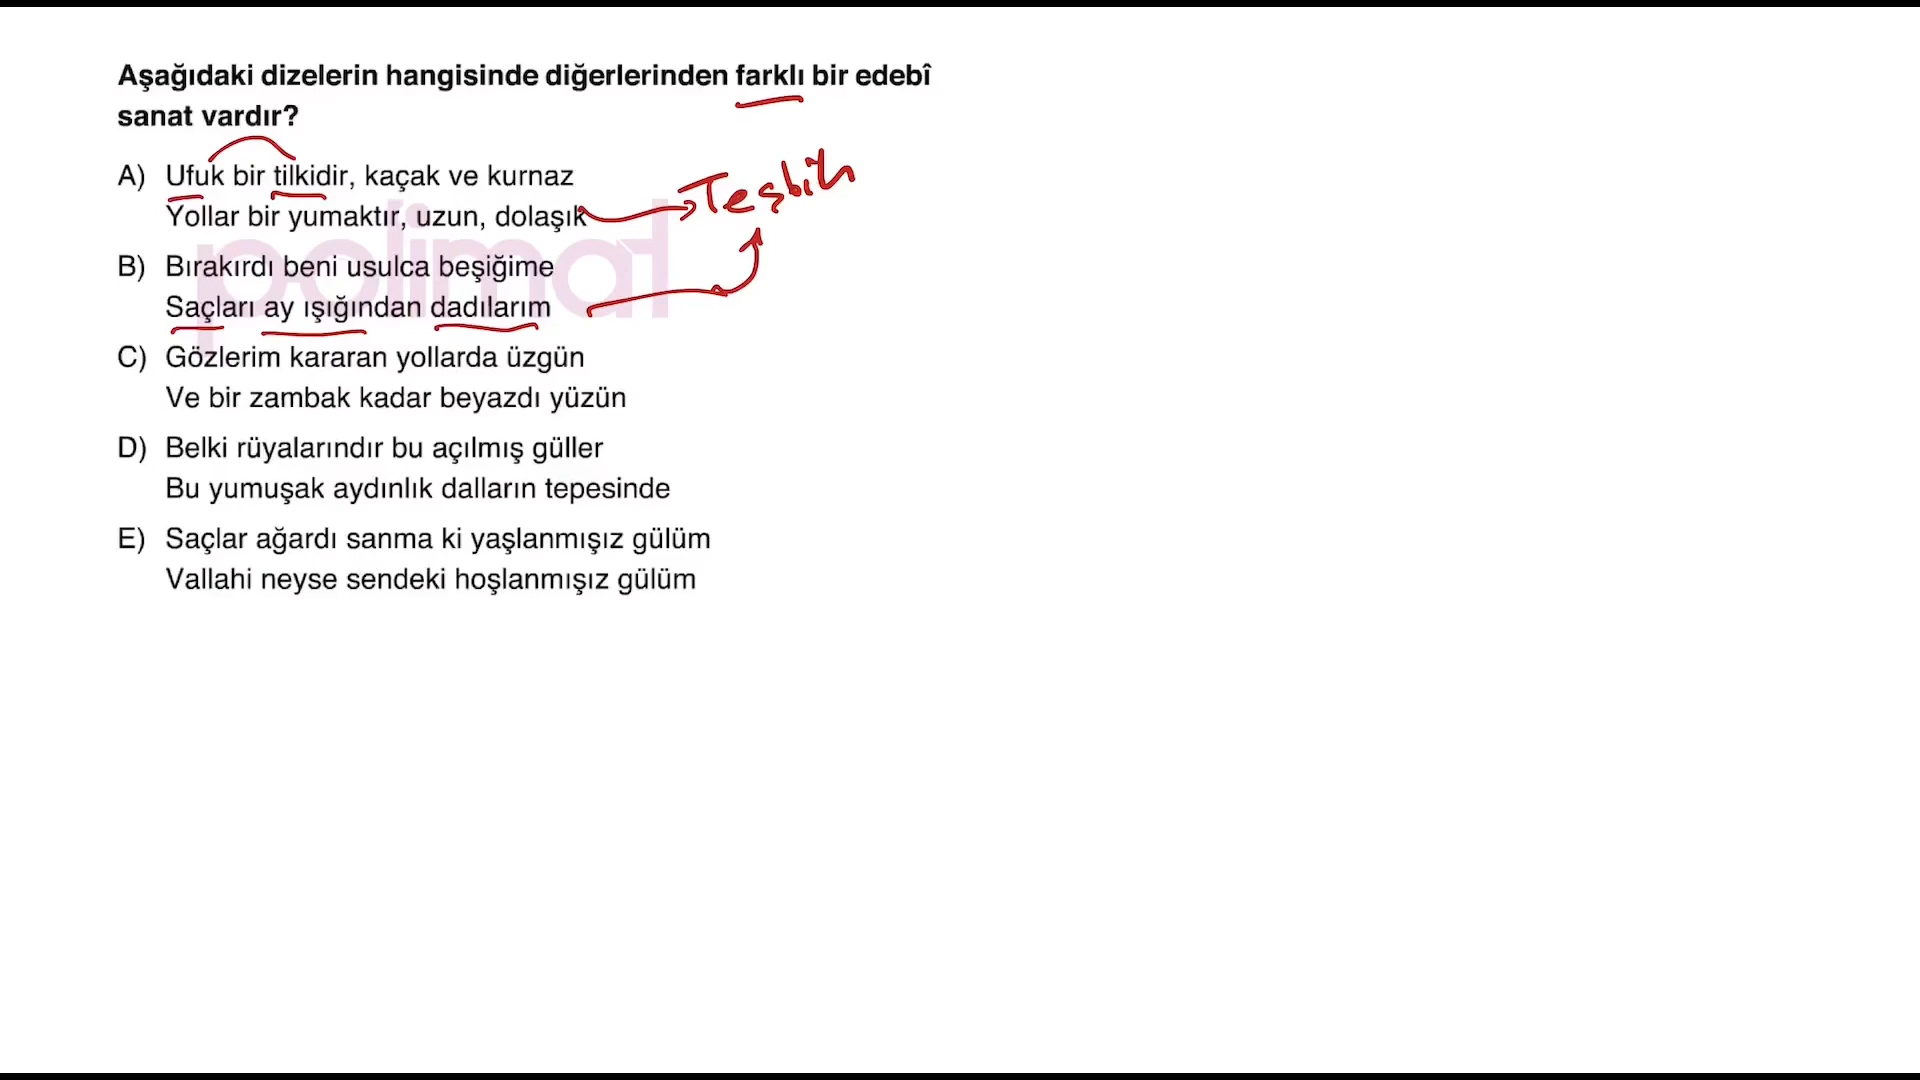 Aşağıdaki dizelerin hangisinde diğerlerinden farklı bir edebî
sanat vardır?
A) Ufuk bir tilkidir, kaçak ve kurnaz
Yollar bir yumaktır, uzun, dolaşık
Teşbih
B) Bırakırdı beni usulca beşiğime
Saçları ay ışığından dadılarım
polimat
C) Gözlerim kararan yollarda üzgün
Ve bir zambak kadar beyazdı yüzün
D) Belki rüyalarındır bu açılmış güller
Bu yumuşak aydınlık dalların tepesinde
E) Saçlar ağardı sanma ki yaşlanmışız gülüm
Vallahi neyse sendeki hoşlanmışız gülüm